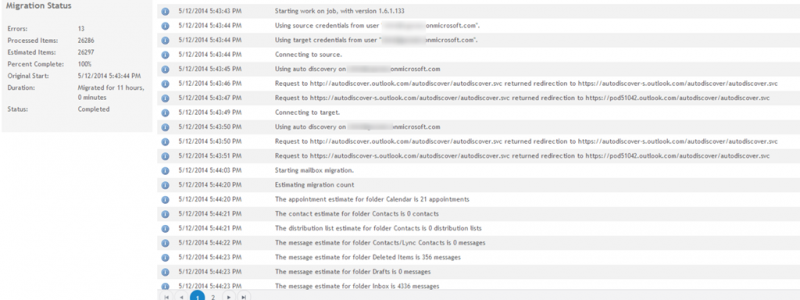 Migration Status
Errors: 13
Processed Items: 26286
Estimated Items: 26297
Percent Complete: 100%
Original Start: 5/12/2014 5:43:44 PM
Duration: Migrated for 11 hours, 0 minutes
Status: Completed
5/12/2014 5:43:43 PM Starting work on job, with version 1.6.1.133
5/12/2014 5:43:44 PM Using source credentials from user " onmicrosoft.com".
5/12/2014 5:43:44 PM Using target credentials from user " onmicrosoft.com".
5/12/2014 5:43:44 PM Connecting to source.
5/12/2014 5:43:45 PM Using auto discovery on onmicrosoft.com
5/12/2014 5:43:46 PM Request to http://autodiscover.outlook.com/autodiscover/autodiscover.svc returned redirection to https://autodiscover-s.outlook.com/autodiscover/autodiscover.svc
5/12/2014 5:43:47 PM Request to https://autodiscover-s.outlook.com/autodiscover/autodiscover.svc returned redirection to https://pod51042.outlook.com/autodiscover/autodiscover.svc
5/12/2014 5:43:49 PM Connecting to target.
5/12/2014 5:43:50 PM Using auto discovery on onmicrosoft.com
5/12/2014 5:43:50 PM Request to http://autodiscover.outlook.com/autodiscover/autodiscover.svc returned redirection to https://autodiscover-s.outlook.com/autodiscover/autodiscover.svc
5/12/2014 5:43:51 PM Request to https://autodiscover-s.outlook.com/autodiscover/autodiscover.svc returned redirection to https://pod51042.outlook.com/autodiscover/autodiscover.svc
5/12/2014 5:44:03 PM Starting mailbox migration.
5/12/2014 5:44:20 PM Estimating migration count
5/12/2014 5:44:20 PM The appointment estimate for folder Calendar is 21 appointments
5/12/2014 5:44:21 PM The contact estimate for folder Contacts is 0 contacts
5/12/2014 5:44:21 PM The distribution list estimate for folder Contacts is 0 distribution lists
5/12/2014 5:44:22 PM The message estimate for folder Contacts/Lync Contacts is 0 messages
5/12/2014 5:44:23 PM The message estimate for folder Deleted Items is 356 messages
5/12/2014 5:44:23 PM The message estimate for folder Drafts is 0 messages
5/12/2014 5:44:23 PM The message estimate for folder Inbox is 4336 messages
1 2